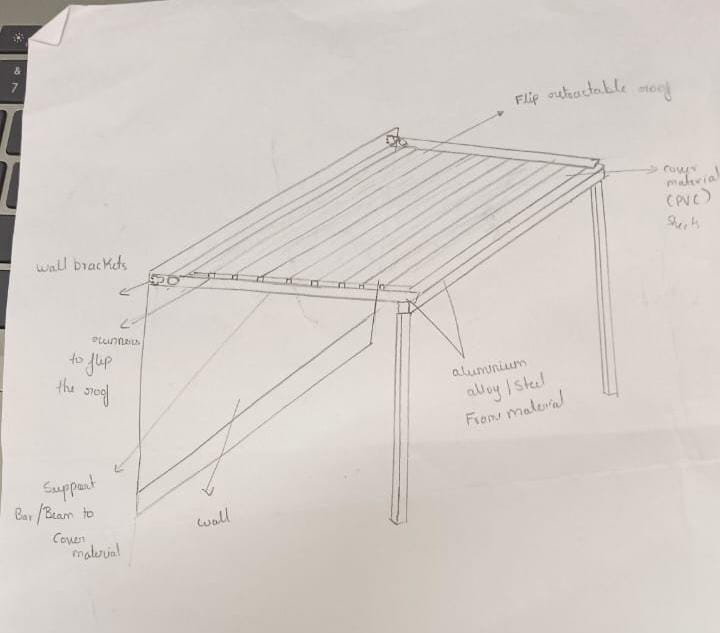 &
7
Flip retractable roof
cover
material
(PVC)
Sheets
wall brackets
runners
to flip
the roof
aluminium
alloy / Steel
Frame material
Support
Bar/Beam to
Cover
material
wall